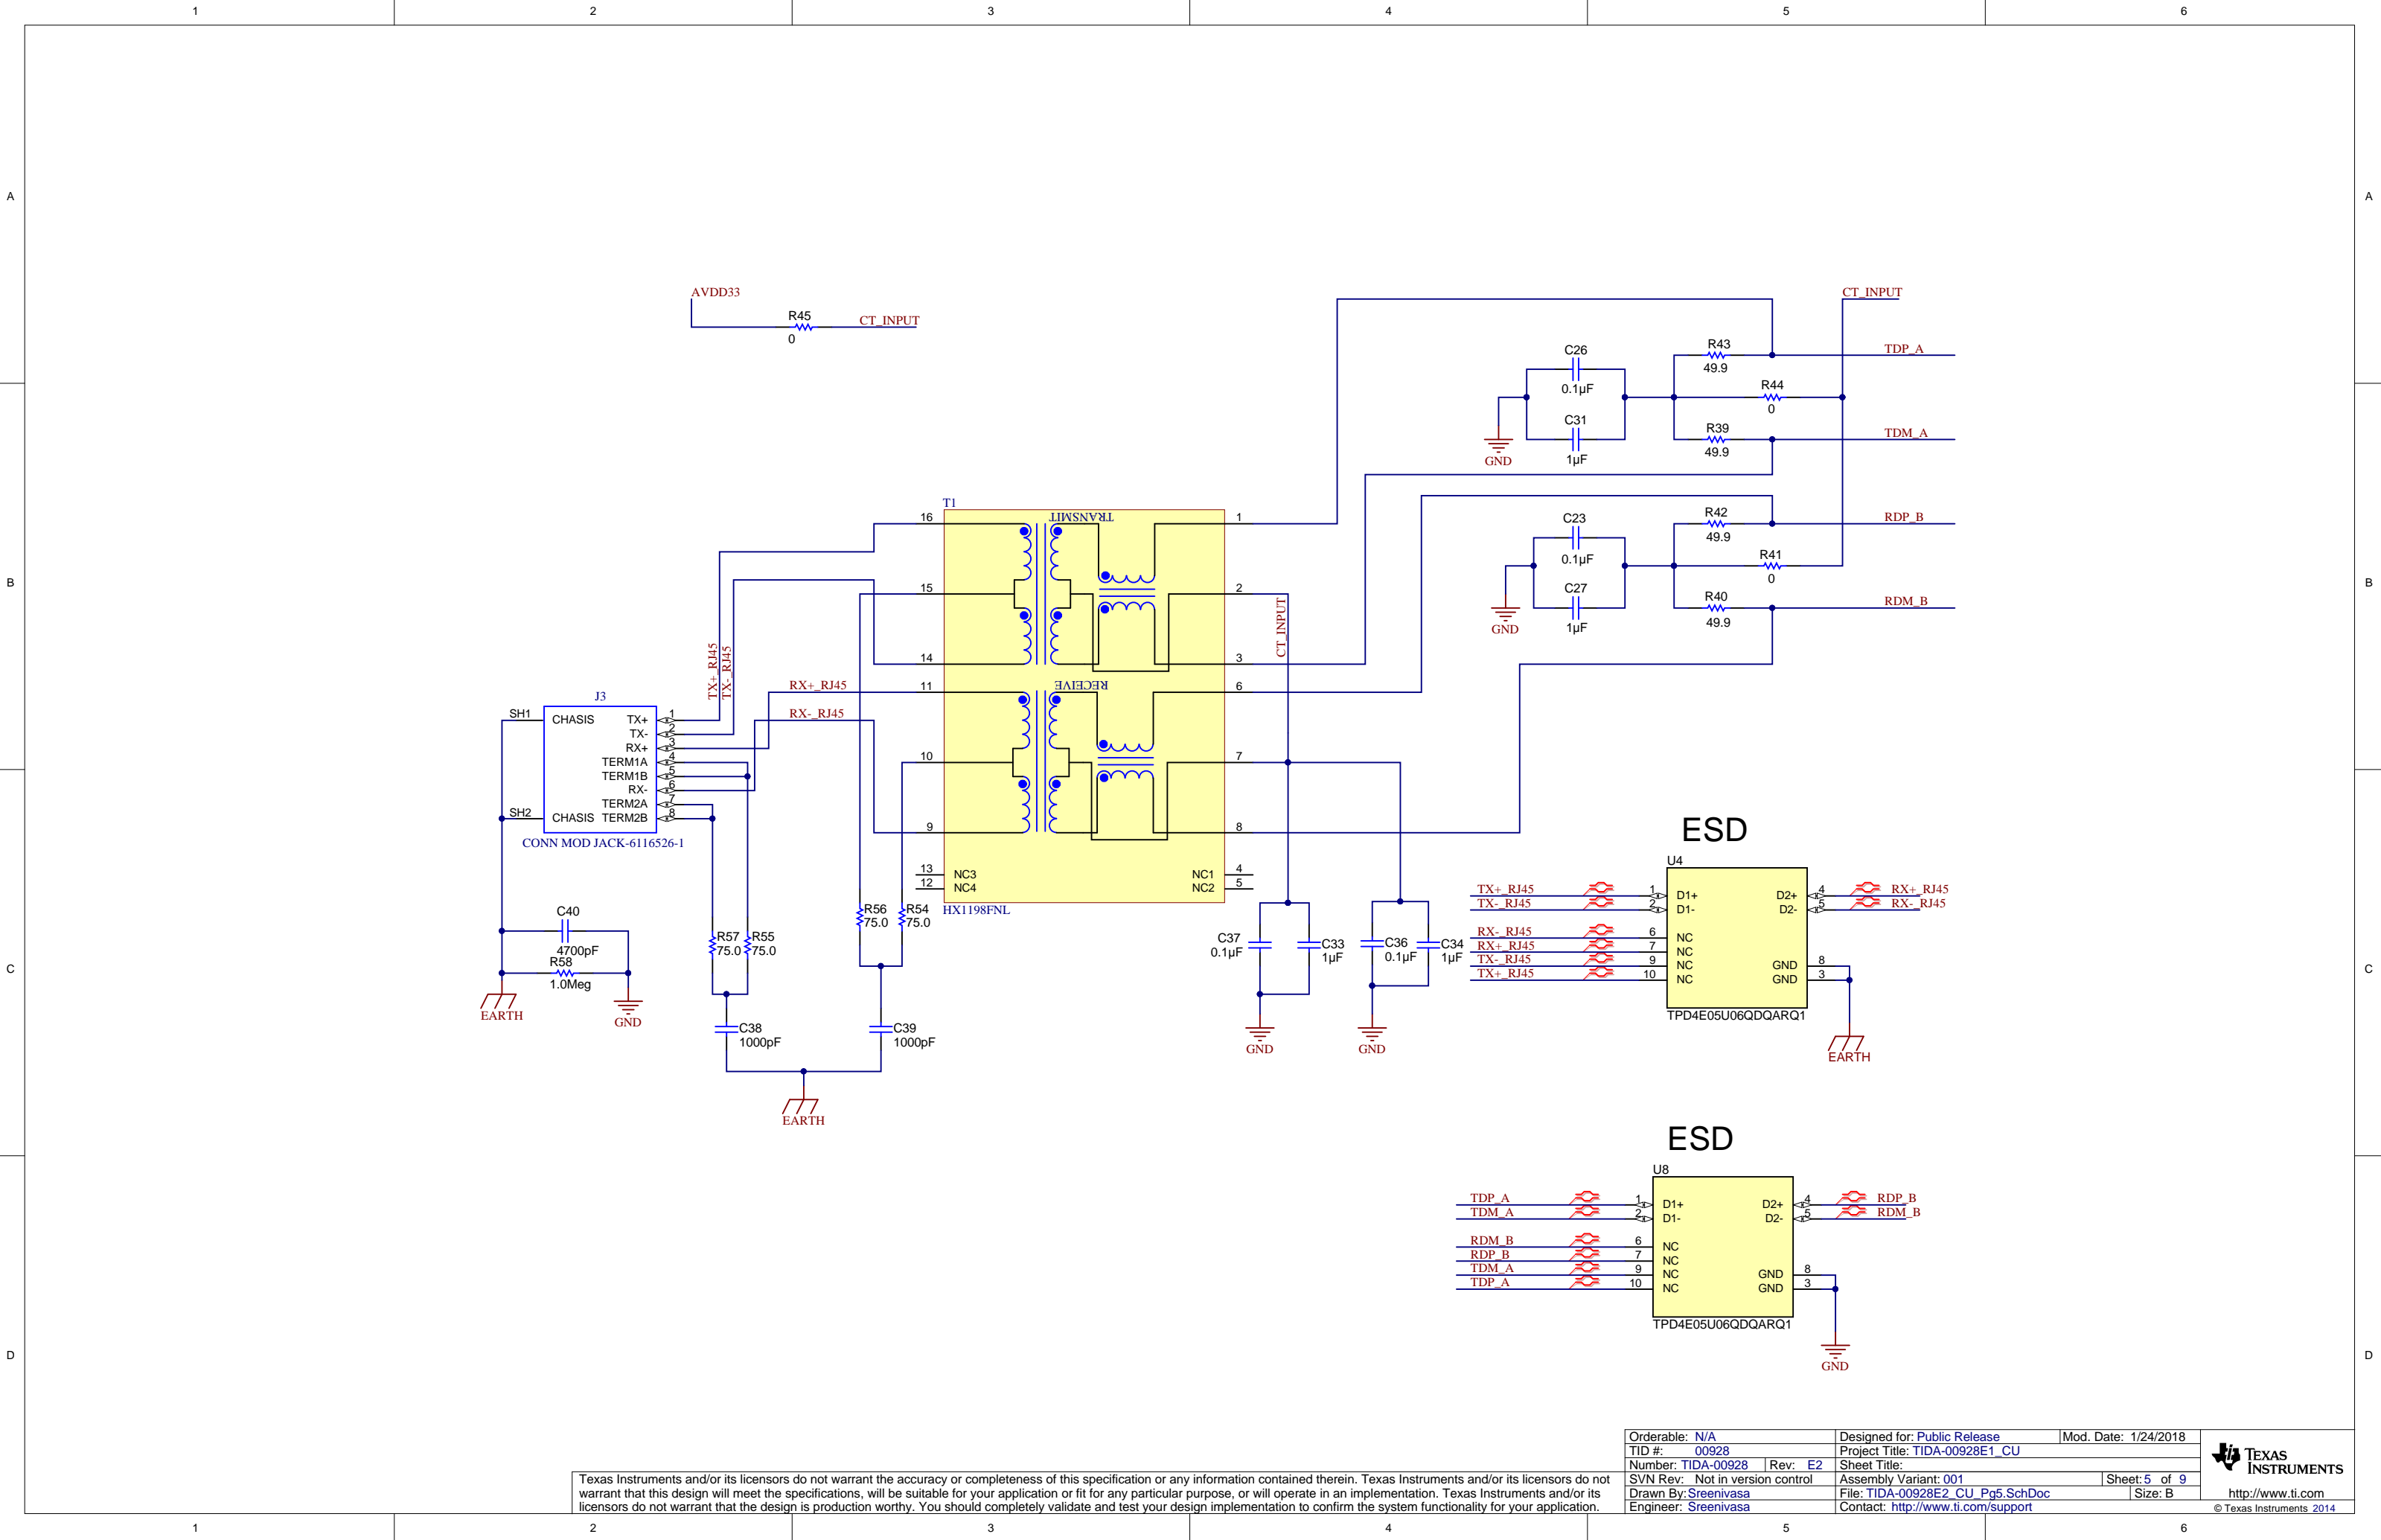 1 2 3 4 5 6
A A
B B
C C
D D
AVDD33
R45
0
CT_INPUT
CT_INPUT
R43
49.9
TDP_A
C26
0.1µF
R44
0
C31
1µF
R39
49.9
TDM_A
GND
R42
49.9
RDP_B
C23
0.1µF
R41
0
C27
1µF
R40
49.9
RDM_B
GND
T1
TRANSMIT
RECEIVE
16
15
14
11
10
9
13 NC3
12 NC4
1
2
3
6
7
8
NC1 4
NC2 5
HX1198FNL
CT_INPUT
TX+_RJ45
TX-_RJ45
RX+_RJ45
RX-_RJ45
J3
SH1 CHASIS TX+ 1
TX- 2
RX+ 3
TERM1A 4
TERM1B 5
RX- 6
TERM2A 7
SH2 CHASIS TERM2B 8
CONN MOD JACK-6116526-1
C40
4700pF
R58
1.0Meg
EARTH
GND
R57
75.0
R55
75.0
R56
75.0
R54
75.0
C38
1000pF
C39
1000pF
EARTH
C37
0.1µF
C33
1µF
C36
0.1µF
C34
1µF
GND
GND
ESD
U4
TX+_RJ45 1 D1+ D2+ 4 RX+_RJ45
TX-_RJ45 2 D1- D2- 5 RX-_RJ45
RX-_RJ45 6 NC
RX+_RJ45 7 NC
TX-_RJ45 9 NC GND 8
TX+_RJ45 10 NC GND 3
TPD4E05U06QDQARQ1
EARTH
ESD
U8
TDP_A 1 D1+ D2+ 4 RDP_B
TDM_A 2 D1- D2- 5 RDM_B
RDM_B 6 NC
RDP_B 7 NC
TDM_A 9 NC GND 8
TDP_A 10 NC GND 3
TPD4E05U06QDQARQ1
GND
Texas Instruments and/or its licensors do not warrant the accuracy or completeness of this specification or any information contained therein. Texas Instruments and/or its licensors do not
warrant that this design will meet the specifications, will be suitable for your application or fit for any particular purpose, or will operate in an implementation. Texas Instruments and/or its
licensors do not warrant that the design is production worthy. You should completely validate and test your design implementation to confirm the system functionality for your application.
Orderable: N/A Designed for: Public Release Mod. Date: 1/24/2018
TID #: 00928 Project Title: TIDA-00928E1_CU
Number: TIDA-00928 Rev: E2 Sheet Title:
SVN Rev: Not in version control Assembly Variant: 001 Sheet: 5 of 9
Drawn By: Sreenivasa File: TIDA-00928E2_CU_Pg5.SchDoc Size: B
Engineer: Sreenivasa Contact: http://www.ti.com/support
TEXAS INSTRUMENTS
http://www.ti.com
© Texas Instruments 2014
1 2 3 4 5 6